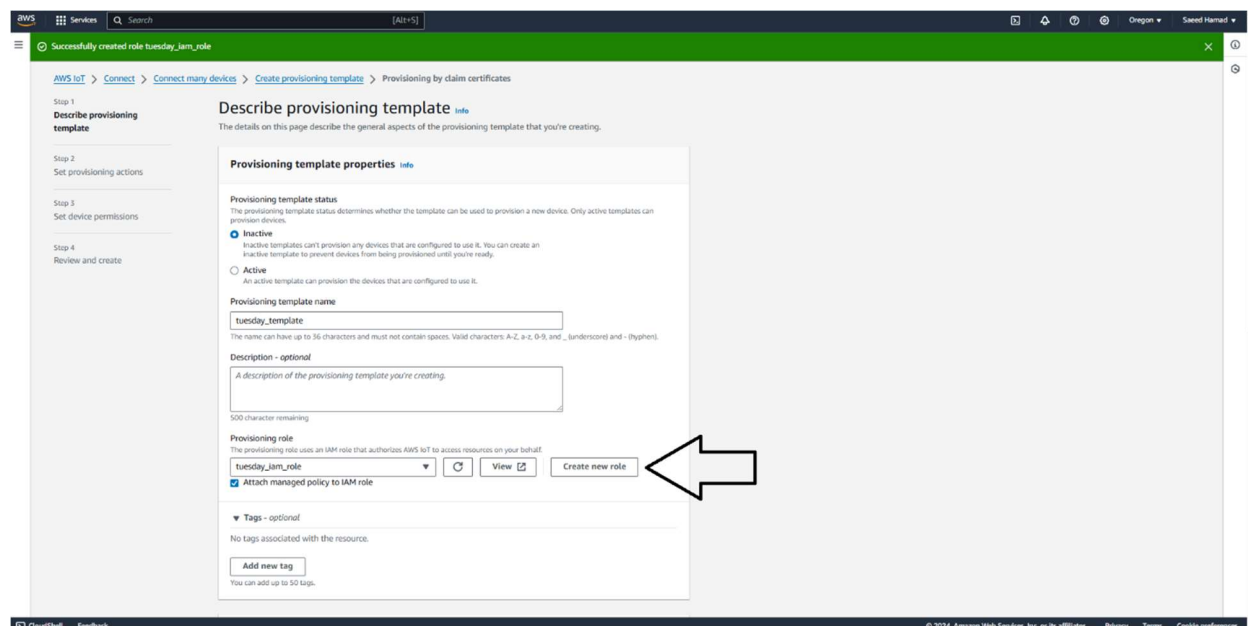 aws Services Search [Alt+S] Oregon Saeed Hamad
Successfully created role tuesday_iam_role
AWS IoT > Connect > Connect many devices > Create provisioning template > Provisioning by claim certificates
Step 1
Describe provisioning
template
Step 2
Set provisioning actions
Step 3
Set device permissions
Step 4
Review and create
Describe provisioning template Info
The details on this page describe the general aspects of the provisioning template that you're creating.
Provisioning template properties Info
Provisioning template status
The provisioning template status determines whether the template can be used to provision a new device. Only active templates can
provision devices.
Inactive
Inactive templates can't provision any devices that are configured to use it. You can create an
inactive template to prevent devices from being provisioned until you're ready.
Active
An active template can provision the devices that are configured to use it.
Provisioning template name
tuesday_template
The name can have up to 36 characters and must not contain spaces. Valid characters: A-Z, a-z, 0-9, and _ (underscore) and - (hyphen).
Description - optional
A description of the provisioning template you're creating.
500 character remaining
Provisioning role
The provisioning role uses an IAM role that authorizes AWS IoT to access resources on your behalf.
tuesday_iam_role View Create new role
Attach managed policy to IAM role
Tags - optional
No tags associated with the resource.
Add new tag
You can add up to 50 tags.
CloudShell Feedback © 2024, Amazon Web Services, Inc. or its affiliates. Privacy Terms Cookie preferences